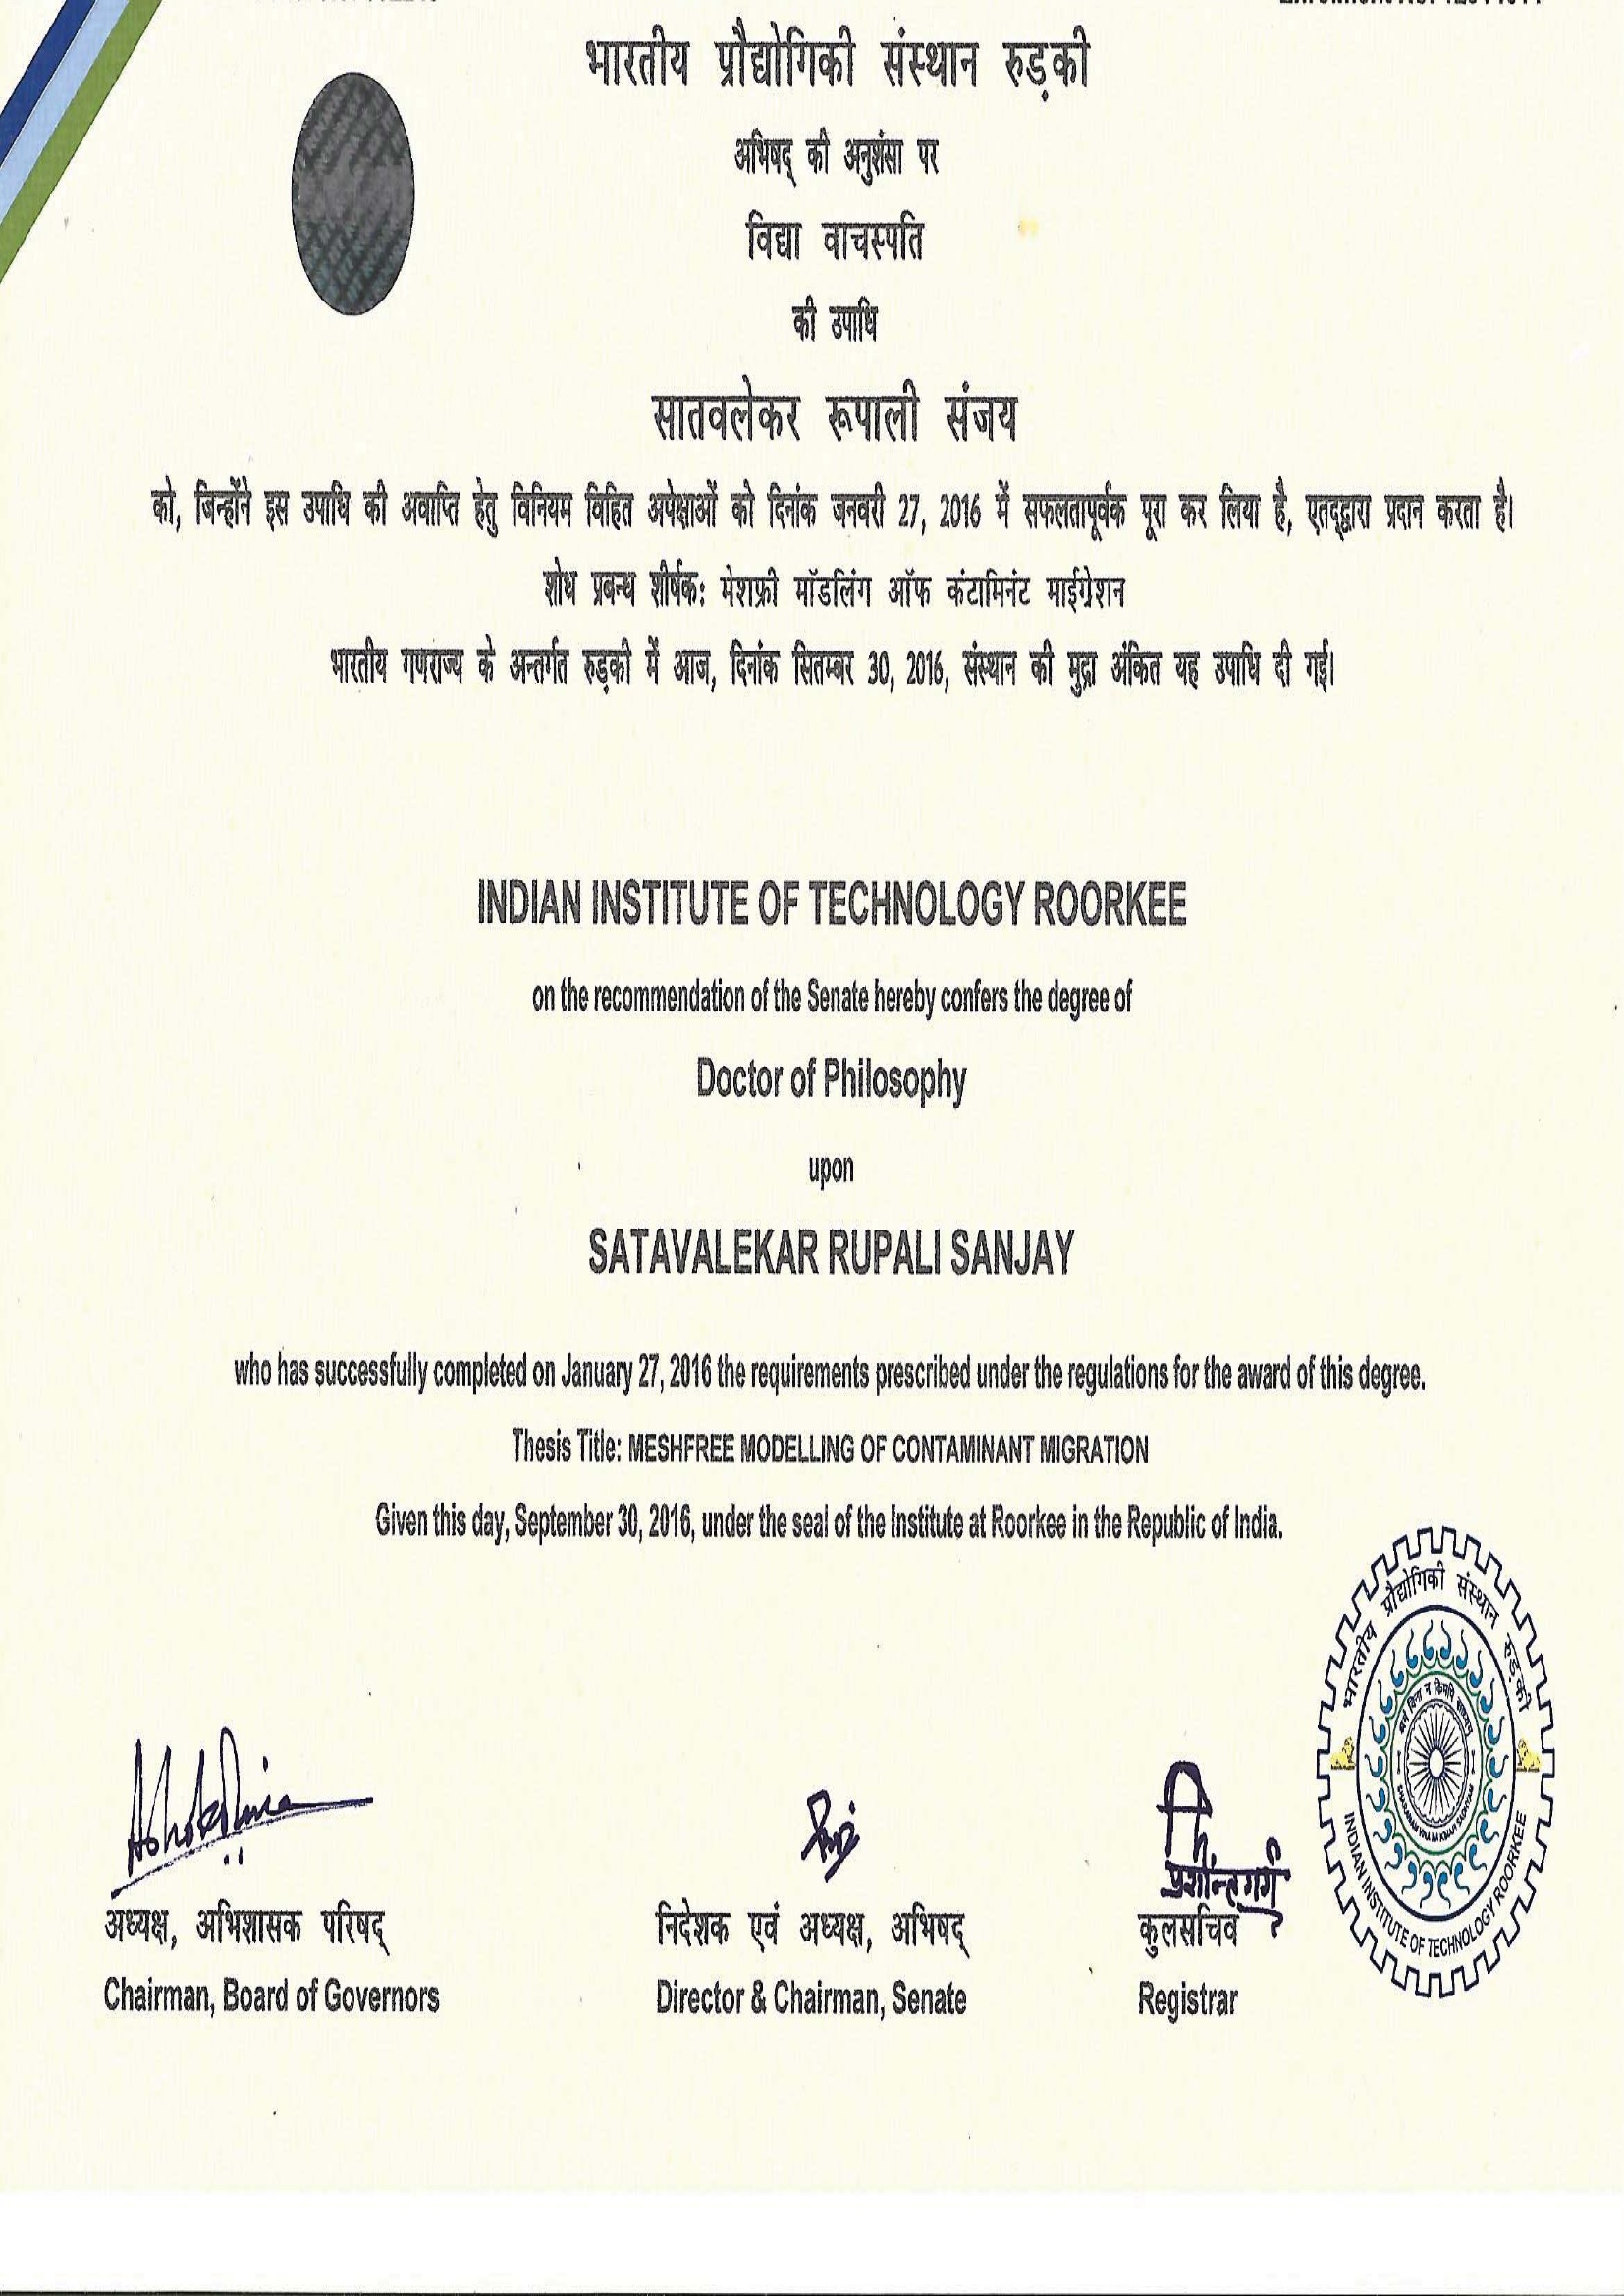 भारतीय प्रौद्योगिकी संस्थान रुड़की
अभिषद् की अनुशंसा पर
विद्या वाचस्पति
की उपाधि
सातवलेकर रूपाली संजय
को, जिन्होंने इस उपाधि की अवाप्ति हेतु विनियम विहित अपेक्षाओं को दिनांक जनवरी 27, 2016 में सफलतापूर्वक पूरा कर लिया है, एतद्द्वारा प्रदान करता है।
शोध प्रबन्ध शीर्षक: मेशफ्री मॉडलिंग ऑफ कंटामिनंट माईग्रेशन
भारतीय गणराज्य के अन्तर्गत रुड़की में आज, दिनांक सितम्बर 30, 2016, संस्थान की मुद्रा अंकित यह उपाधि दी गई।
INDIAN INSTITUTE OF TECHNOLOGY ROORKEE
on the recommendation of the Senate hereby confers the degree of
Doctor of Philosophy
upon
SATAVALEKAR RUPALI SANJAY
who has successfully completed on January 27, 2016 the requirements prescribed under the regulations for the award of this degree.
Thesis Title: MESHFREE MODELLING OF CONTAMINANT MIGRATION
Given this day, September 30, 2016, under the seal of the Institute at Roorkee in the Republic of India.
भारतीय प्रौद्योगिकी संस्थान रुड़की
INDIAN INSTITUTE OF TECHNOLOGY ROORKEE
प्रशान्त गर्ग
अध्यक्ष, अभिशासक परिषद्
Chairman, Board of Governors
निदेशक एवं अध्यक्ष, अभिषद्
Director & Chairman, Senate
कुलसचिव
Registrar